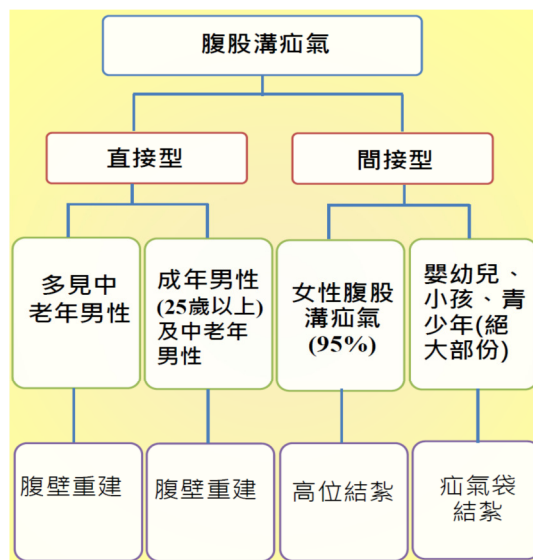 腹股溝疝氣
直接型
間接型
多見中
老年男性
成年男性
(25歲以上)
及中老年
男性
女性腹股
溝疝氣
(95%)
嬰幼兒、
小孩、青
少年(絕
大部份)
腹壁重建
腹壁重建
高位結紮
疝氣袋
結紮